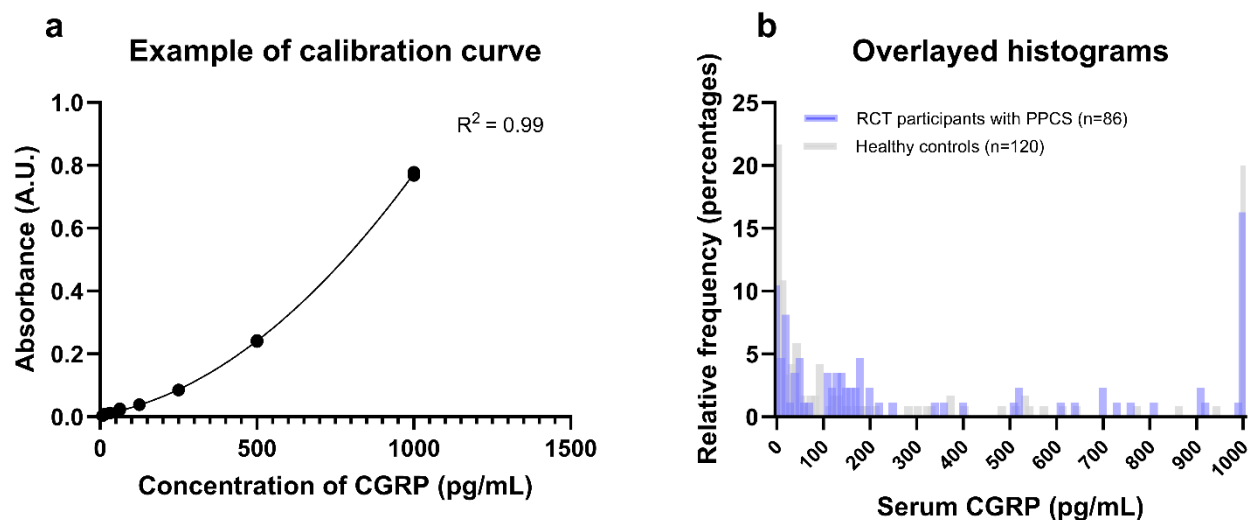 a
Example of calibration curve
R² = 0.99
Absorbance (A.U.)
1.0
0.8
0.6
0.4
0.2
0.0
0
500
1000
1500
Concentration of CGRP (pg/mL)
b
Overlayed histograms
RCT participants with PPCS (n=86)
Healthy controls (n=120)
Relative frequency (percentages)
25
20
15
10
5
0
0
100
200
300
400
500
600
700
800
900
1000
Serum CGRP (pg/mL)